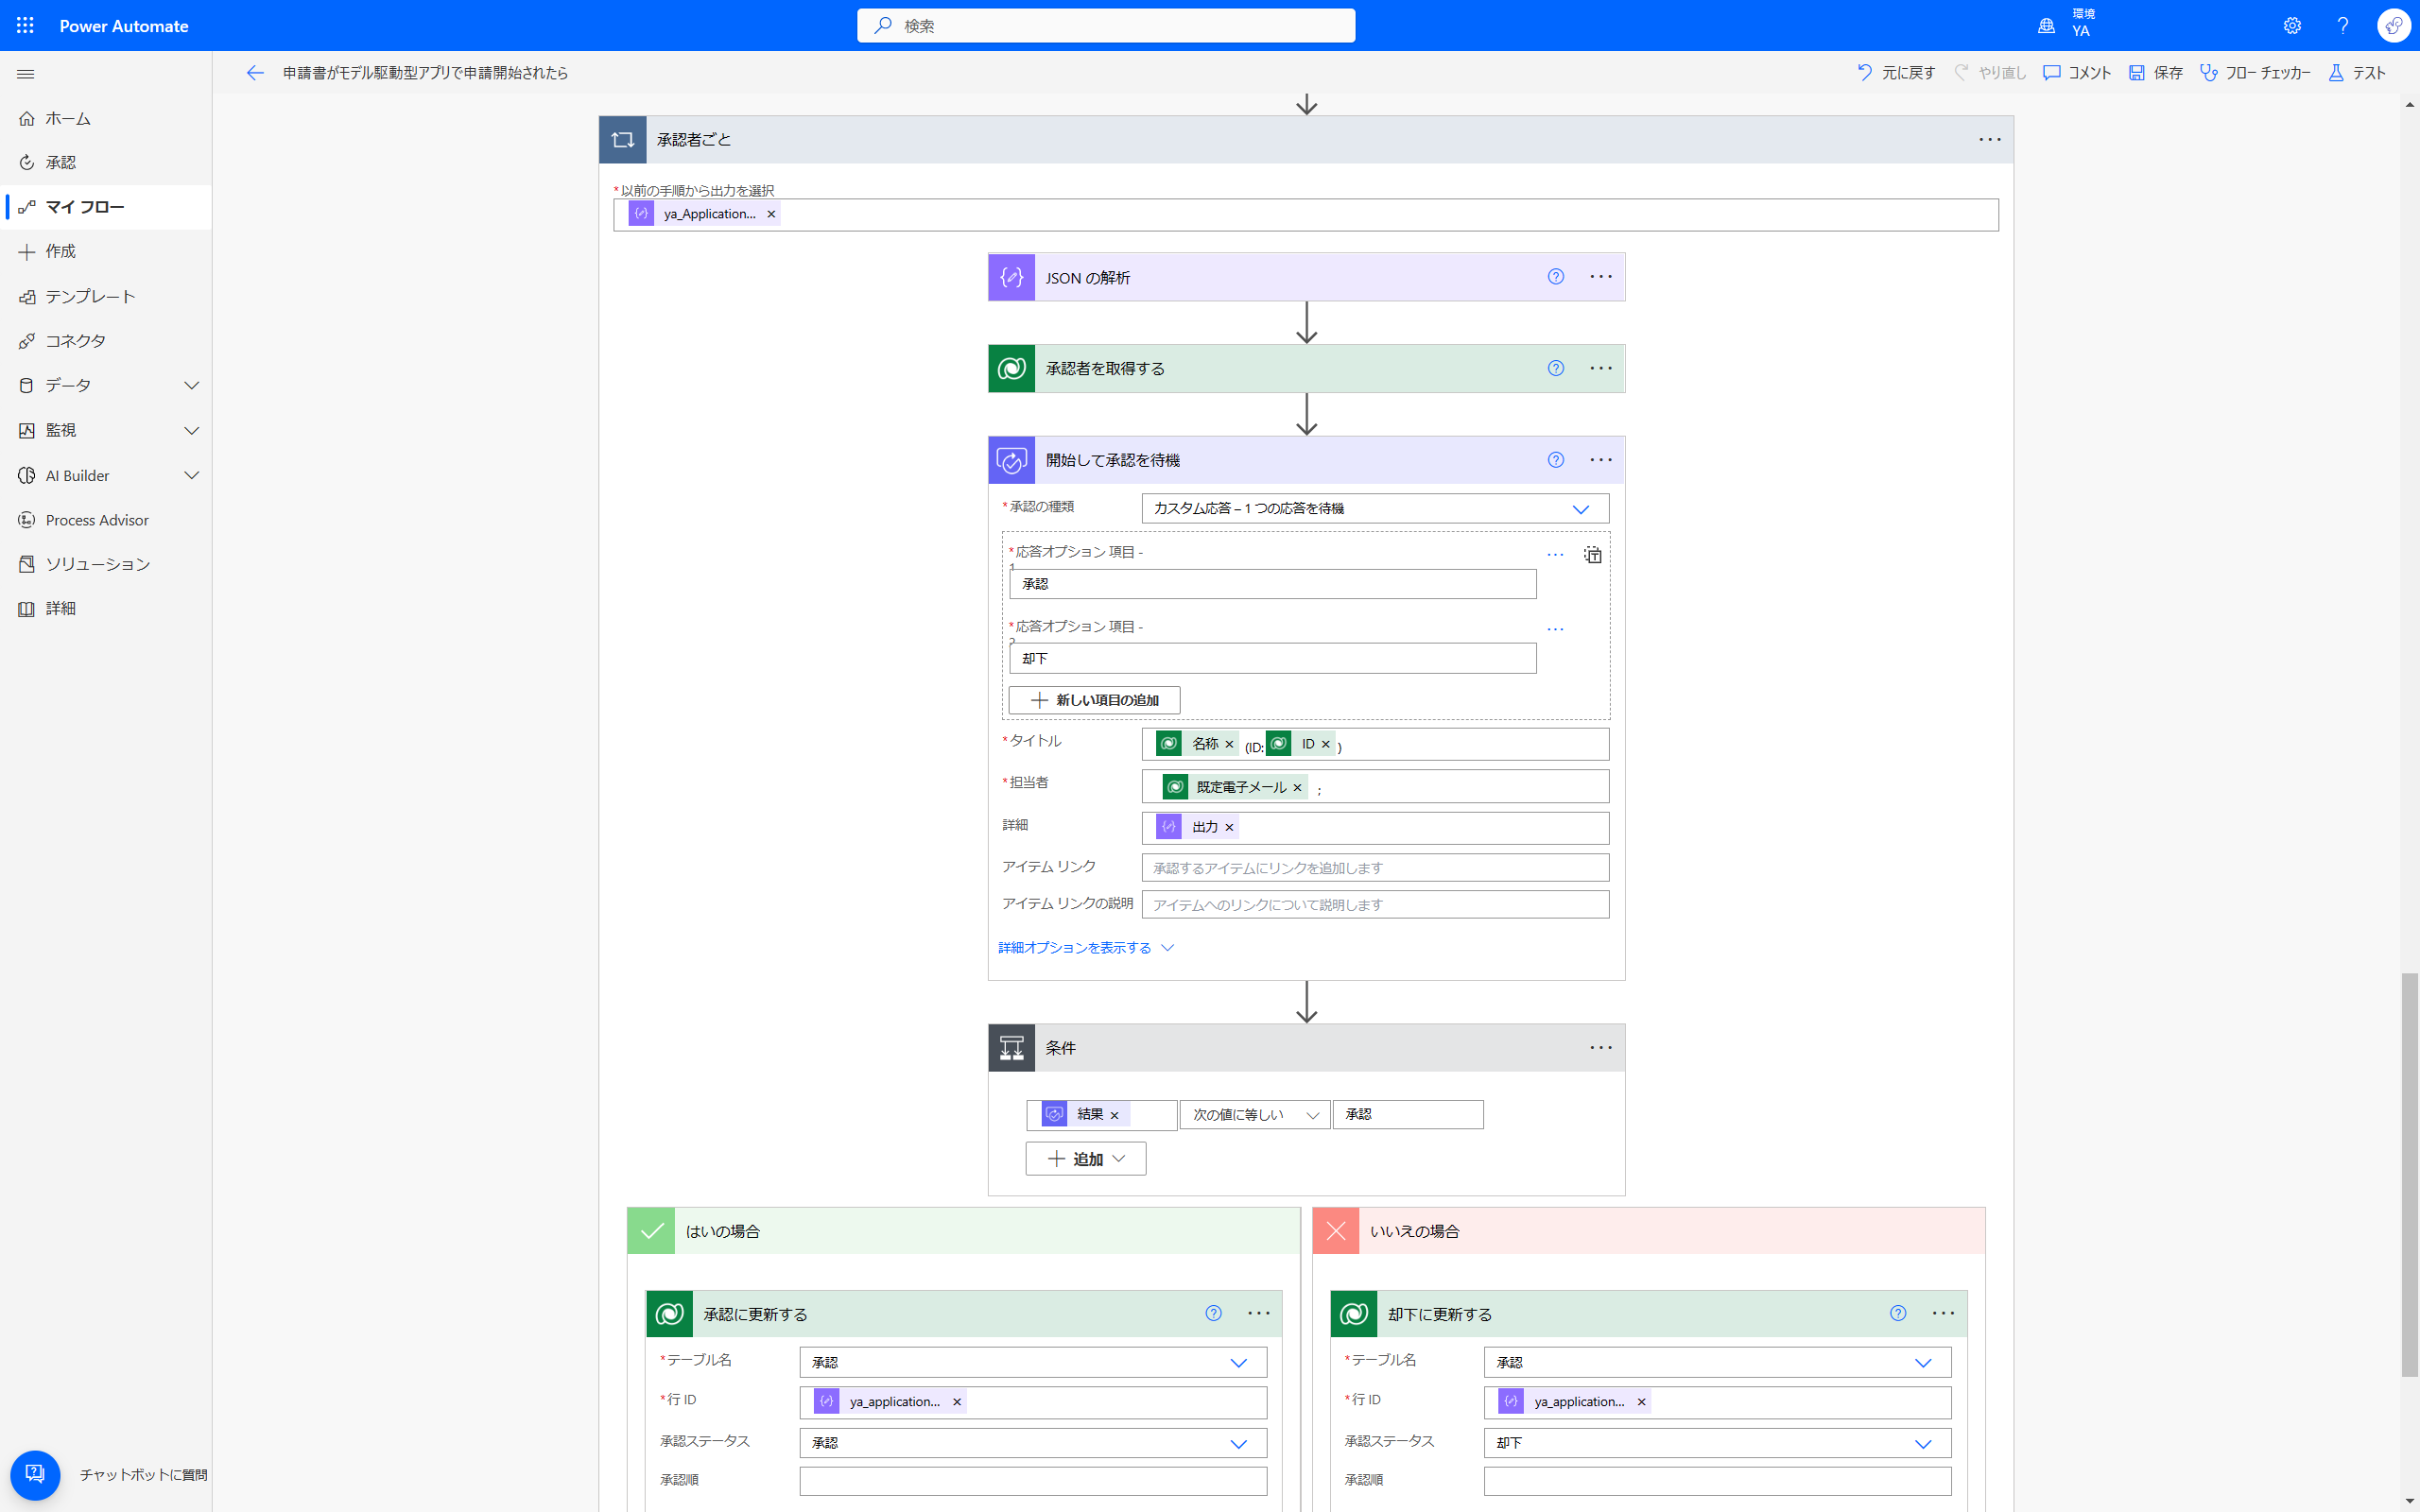 Power Automate
検索
環境
YA
申請書がモデル駆動型アプリで申請開始されたら
元に戻す
やり直し
コメント
保存
フロー チェッカー
テスト
ホーム
承認
マイ フロー
作成
テンプレート
コネクタ
データ
監視
AI Builder
Process Advisor
ソリューション
詳細
チャットボットに質問
承認者ごと
*以前の手順から出力を選択
ya_Application...
JSON の解析
承認者を取得する
開始して承認を待機
*承認の種類
カスタム応答 – 1 つの応答を待機
*応答オプション 項目 -
1
承認
*応答オプション 項目 -
2
却下
新しい項目の追加
*タイトル
名称 (ID: ID )
*担当者
既定電子メール ;
詳細
出力
アイテム リンク
承認するアイテムにリンクを追加します
アイテム リンクの説明
アイテムへのリンクについて説明します
詳細オプションを表示する
条件
結果
次の値に等しい
承認
追加
はいの場合
承認に更新する
*テーブル名
承認
*行 ID
ya_application...
承認ステータス
承認
承認順
いいえの場合
却下に更新する
*テーブル名
承認
*行 ID
ya_application...
承認ステータス
却下
承認順